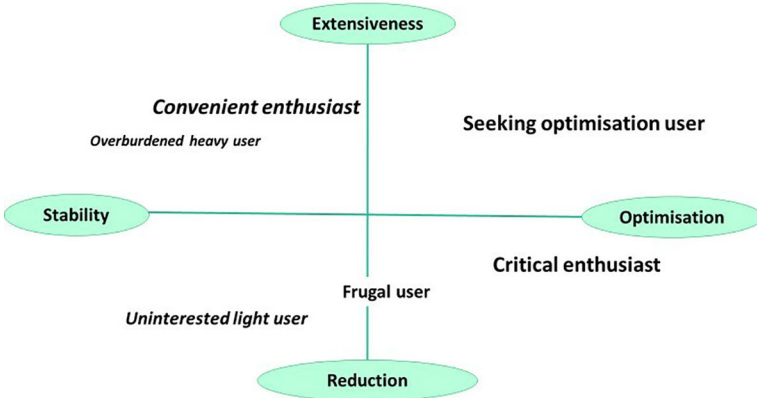 Extensiveness
Convenient enthusiast
Seeking optimisation user
Overburdened heavy user
Stability
Optimisation
Critical enthusiast
Frugal user
Uninterested light user
Reduction